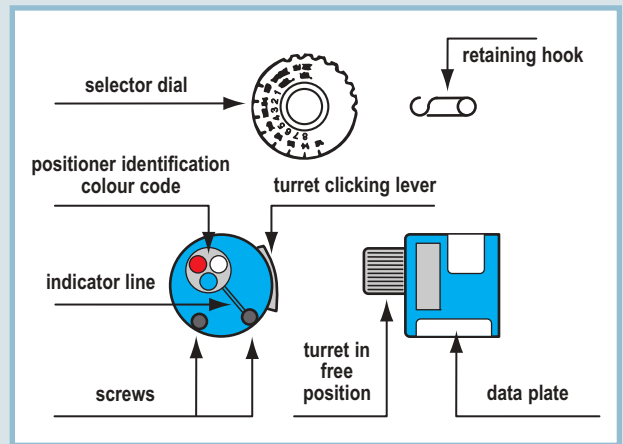 retaining hook
selector dial
positioner identification
colour code
turret clicking lever
indicator line
turret in
free
position
screws
data plate